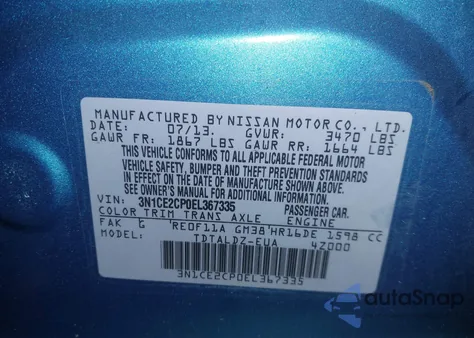 MANUFACTURED BY NISSAN MOTOR CO., LTD.
DATE: 07/13. GVWR: 3470 LBS
GAWR FR: 1867 LBS GAWR RR: 1664 LBS
THIS VEHICLE CONFORMS TO ALL APPLICABLE FEDERAL MOTOR
VEHICLE SAFETY, BUMPER AND THEFT PREVENTION STANDARDS
IN EFFECT ON THE DATE OF MANUFACTURE SHOWN ABOVE.
SEE OWNER'S MANUAL FOR ADDITIONAL INFORMATION
VIN: 3N1CE2CP0EL367335 PASSENGER CAR.
COLOR TRIM TRANS AXLE ENGINE
FAK G RE0F11A GM38 HR16DE 1598 CC
MODEL: TDTALDZ-EUA 4Z000
3N1CE2CP0EL367335
autoSnap